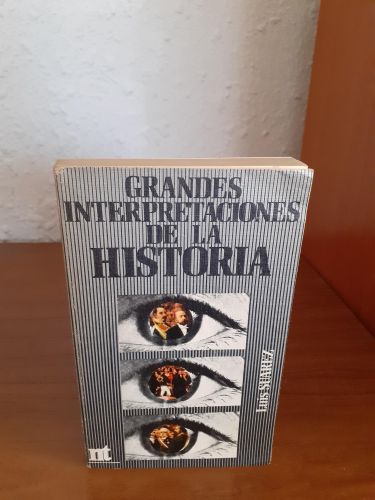 GRANDES
INTERPRETACIONES
DE LA
HISTORIA
LUIS SUAREZ
nt